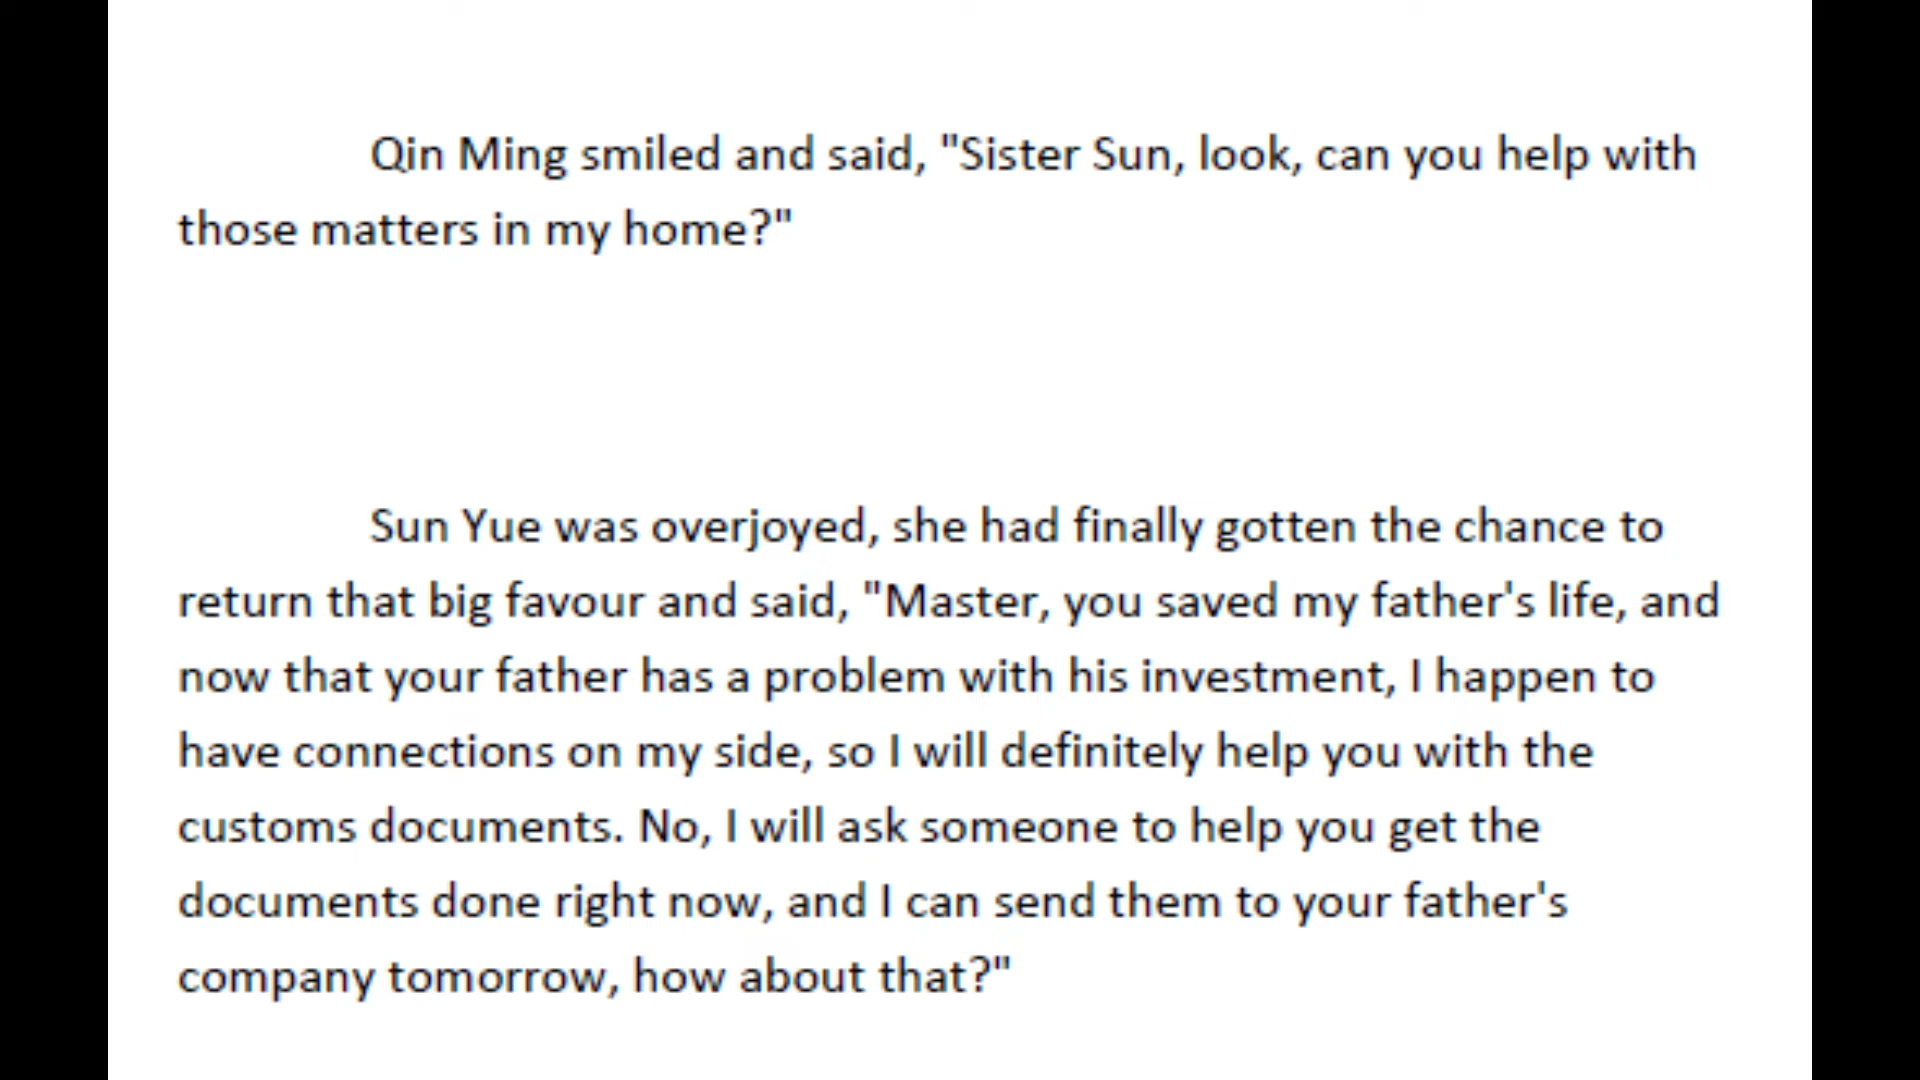 Qin Ming smiled and said, "Sister Sun, look, can you help with
those matters in my home?"
Sun Yue was overjoyed, she had finally gotten the chance to
return that big favour and said, "Master, you saved my father's life, and
now that your father has a problem with his investment, I happen to
have connections on my side, so I will definitely help you with the
customs documents. No, I will ask someone to help you get the
documents done right now, and I can send them to your father's
company tomorrow, how about that?"